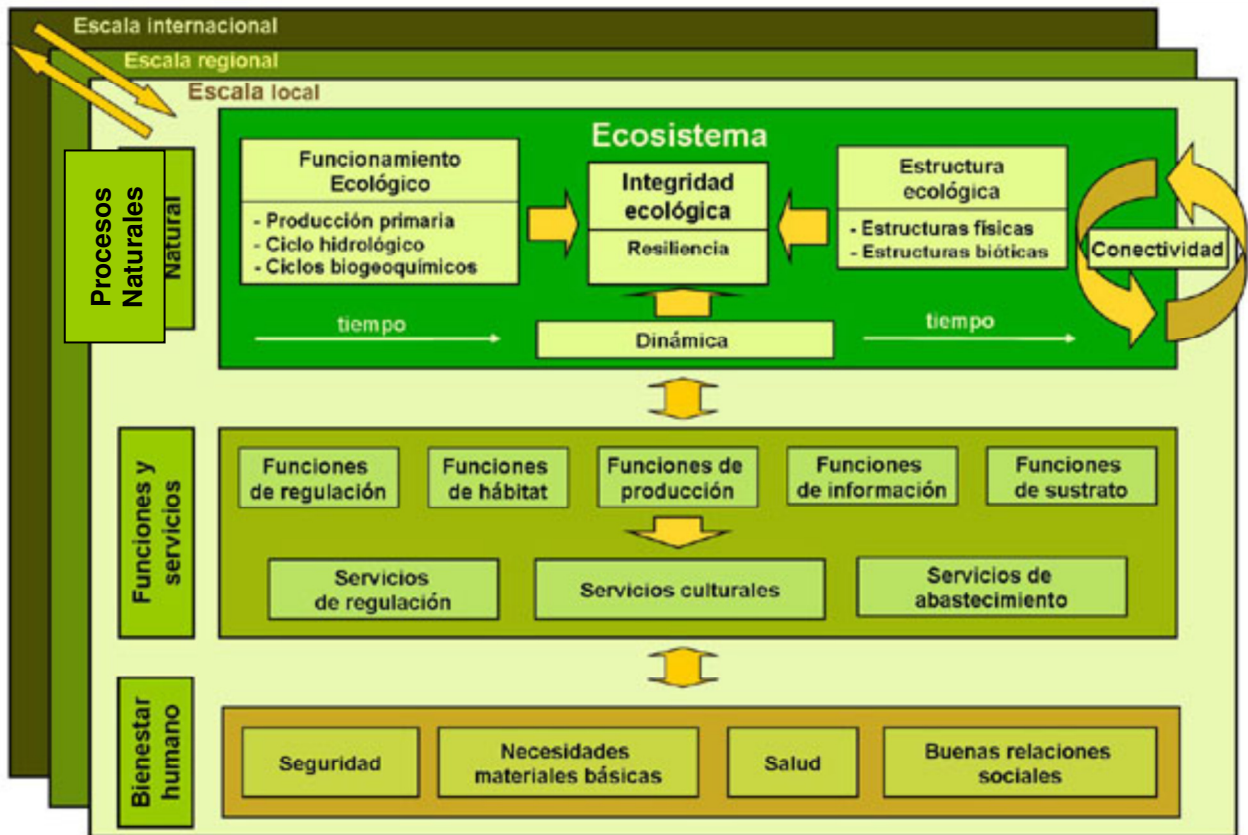 Escala internacional
Escala regional
Escala local
Procesos
Naturales
Natural
Ecosistema
Funcionamiento
Ecológico
- Producción primaria
- Ciclo hidrológico
- Ciclos biogeoquímicos
Integridad
ecológica
Resiliencia
Estructura
ecológica
- Estructuras físicas
- Estructuras bióticas
Conectividad
tiempo
Dinámica
tiempo
Funciones y
servicios
Funciones
de regulación
Funciones
de hábitat
Funciones de
producción
Funciones
de información
Funciones
de sustrato
Servicios
de regulación
Servicios culturales
Servicios de
abastecimiento
Bienestar
humano
Seguridad
Necesidades
materiales básicas
Salud
Buenas relaciones
sociales